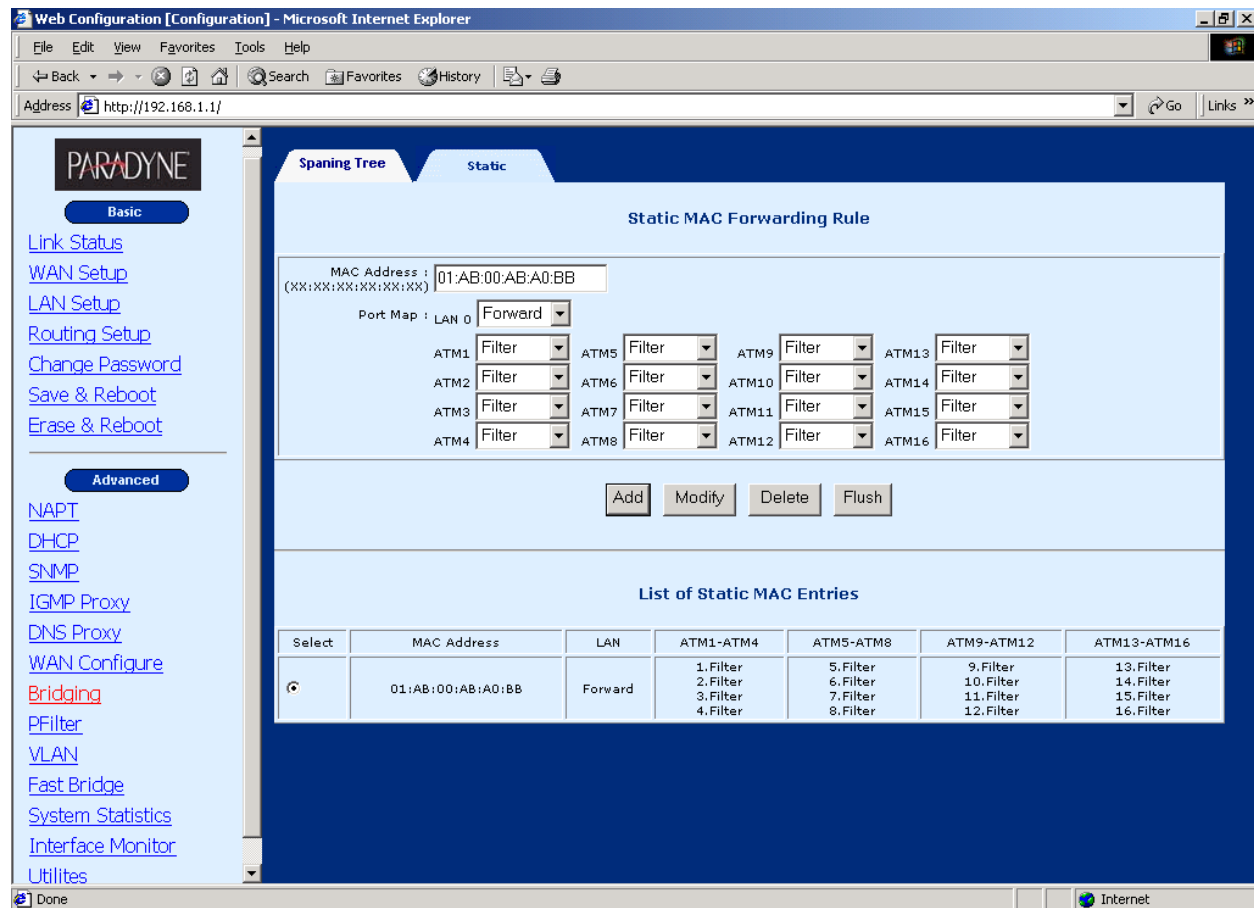 Web Configuration [Configuration] - Microsoft Internet Explorer
File Edit View Favorites Tools Help
Back Search Favorites History
Address http://192.168.1.1/ Go Links »
PARADYNE
Basic
Link Status
WAN Setup
LAN Setup
Routing Setup
Change Password
Save & Reboot
Erase & Reboot
Advanced
NAPT
DHCP
SNMP
IGMP Proxy
DNS Proxy
WAN Configure
Bridging
PFilter
VLAN
Fast Bridge
System Statistics
Interface Monitor
Utilites
Spaning Tree Static
Static MAC Forwarding Rule
MAC Address : 01:AB:00:AB:A0:BB
(XX:XX:XX:XX:XX:XX)
Port Map : LAN 0 Forward
ATM1 Filter ATM5 Filter ATM9 Filter ATM13 Filter
ATM2 Filter ATM6 Filter ATM10 Filter ATM14 Filter
ATM3 Filter ATM7 Filter ATM11 Filter ATM15 Filter
ATM4 Filter ATM8 Filter ATM12 Filter ATM16 Filter
Add Modify Delete Flush
List of Static MAC Entries
Select MAC Address LAN ATM1-ATM4 ATM5-ATM8 ATM9-ATM12 ATM13-ATM16
1.Filter 5.Filter 9.Filter 13.Filter
2.Filter 6.Filter 10.Filter 14.Filter
01:AB:00:AB:A0:BB Forward
3.Filter 7.Filter 11.Filter 15.Filter
4.Filter 8.Filter 12.Filter 16.Filter
Done Internet